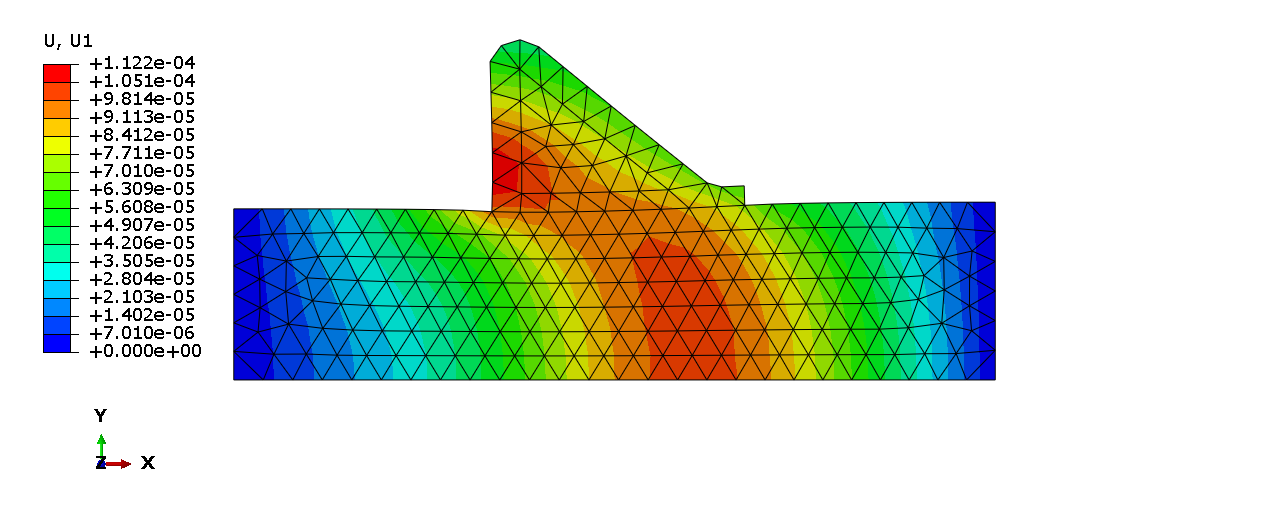 U, U1
+1.122e-04
+1.051e-04
+9.814e-05
+9.113e-05
+8.412e-05
+7.711e-05
+7.010e-05
+6.309e-05
+5.608e-05
+4.907e-05
+4.206e-05
+3.505e-05
+2.804e-05
+2.103e-05
+1.402e-05
+7.010e-06
+0.000e+00
Y
Z X